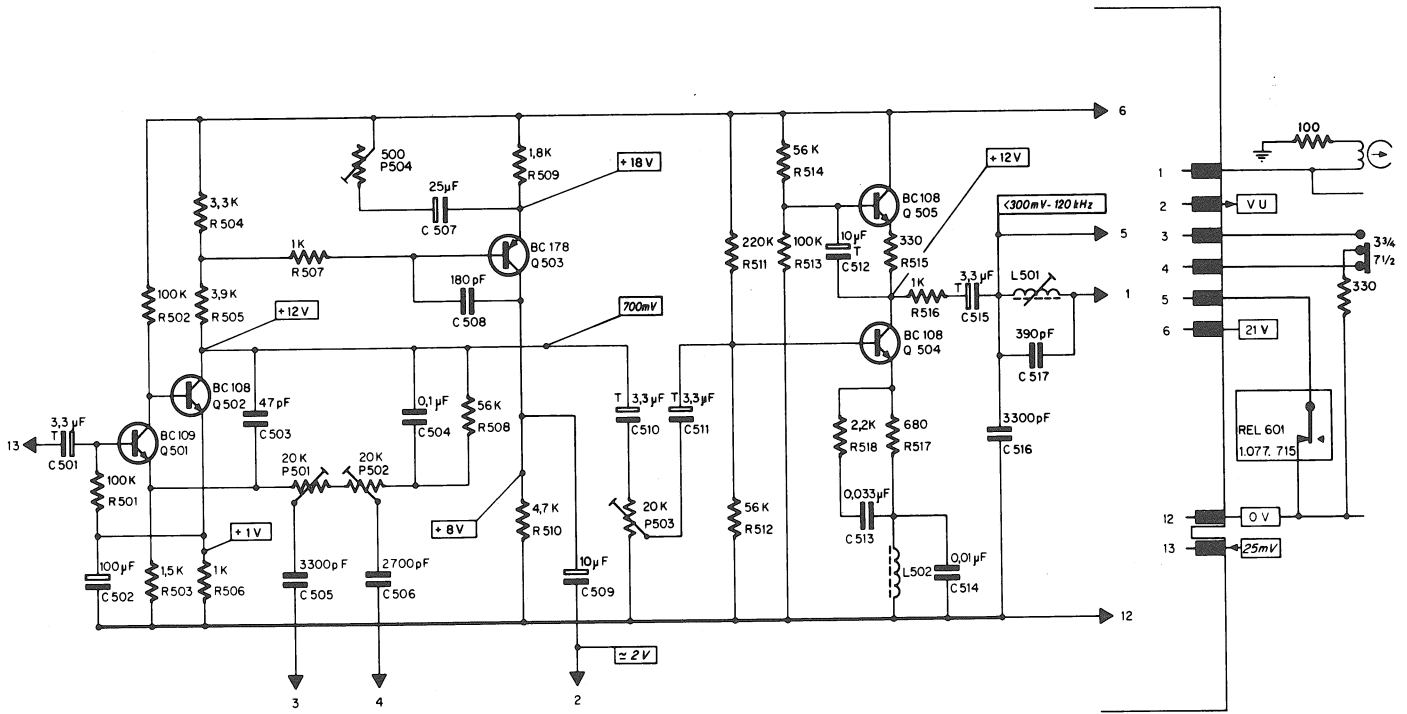 6
100
1
500
P504
1,8K
R509
+18V
56K
R514
+12V
2
VU
3,3K
R504
25µF
C507
BC108
Q505
<300mV-120kHz
3
3¾
7½
5
1K
R507
BC178
Q503
220K
R511
100K
R513
10µF
T
C512
330
R515
4
330
180pF
C508
1K
R516
3,3µF
T
C515
L501
1
5
6
21V
100K
R502
3,9K
R505
+12V
700mV
BC108
Q504
390pF
C517
BC108
Q502
47pF
C503
0,1µF
C504
56K
R508
T
3,3µF
C510
T
3,3µF
C511
2,2K
R518
680
R517
3300pF
C516
REL 601
1.077.715
13
3,3µF
T
C501
BC109
Q501
100K
R501
20K
P501
20K
P502
20K
P503
0,033µF
C513
+1V
+8V
4,7K
R510
56K
R512
12
0V
13
25mV
100µF
C502
1,5K
R503
1K
R506
3300pF
C505
2700pF
C506
10µF
C509
L502
0,01µF
C514
12
≃2V
3
4
2